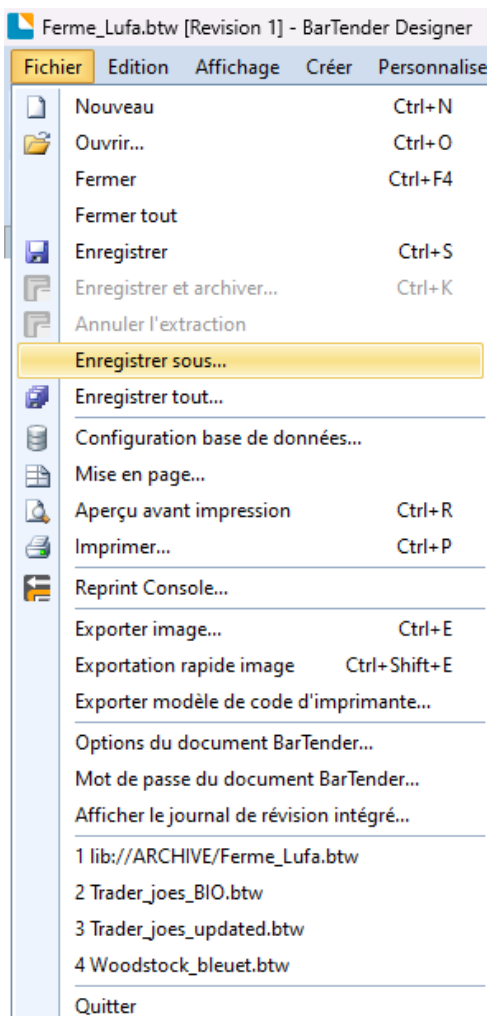 Ferme_Lufa.btw [Revision 1] - BarTender Designer
Fichier Edition Affichage Créer Personnalise
Nouveau Ctrl+N
Ouvrir... Ctrl+O
Fermer Ctrl+F4
Fermer tout
Enregistrer Ctrl+S
Enregistrer et archiver... Ctrl+K
Annuler l'extraction
Enregistrer sous...
Enregistrer tout...
Configuration base de données...
Mise en page...
Aperçu avant impression Ctrl+R
Imprimer... Ctrl+P
Reprint Console...
Exporter image... Ctrl+E
Exportation rapide image Ctrl+Shift+E
Exporter modèle de code d'imprimante...
Options du document BarTender...
Mot de passe du document BarTender...
Afficher le journal de révision intégré...
1 lib://ARCHIVE/Ferme_Lufa.btw
2 Trader_joes_BIO.btw
3 Trader_joes_updated.btw
4 Woodstock_bleuet.btw
Quitter